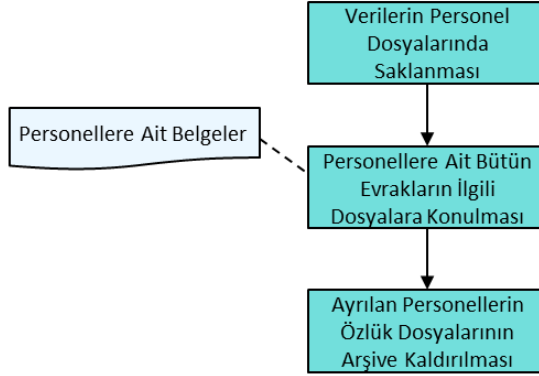 Verilerin Personel
Dosyalarında
Saklanması
Personellere Ait Belgeler
Personellere Ait Bütün
Evrakların İlgili
Dosyalara Konulması
Ayrılan Personellerin
Özlük Dosyalarının
Arşive Kaldırılması